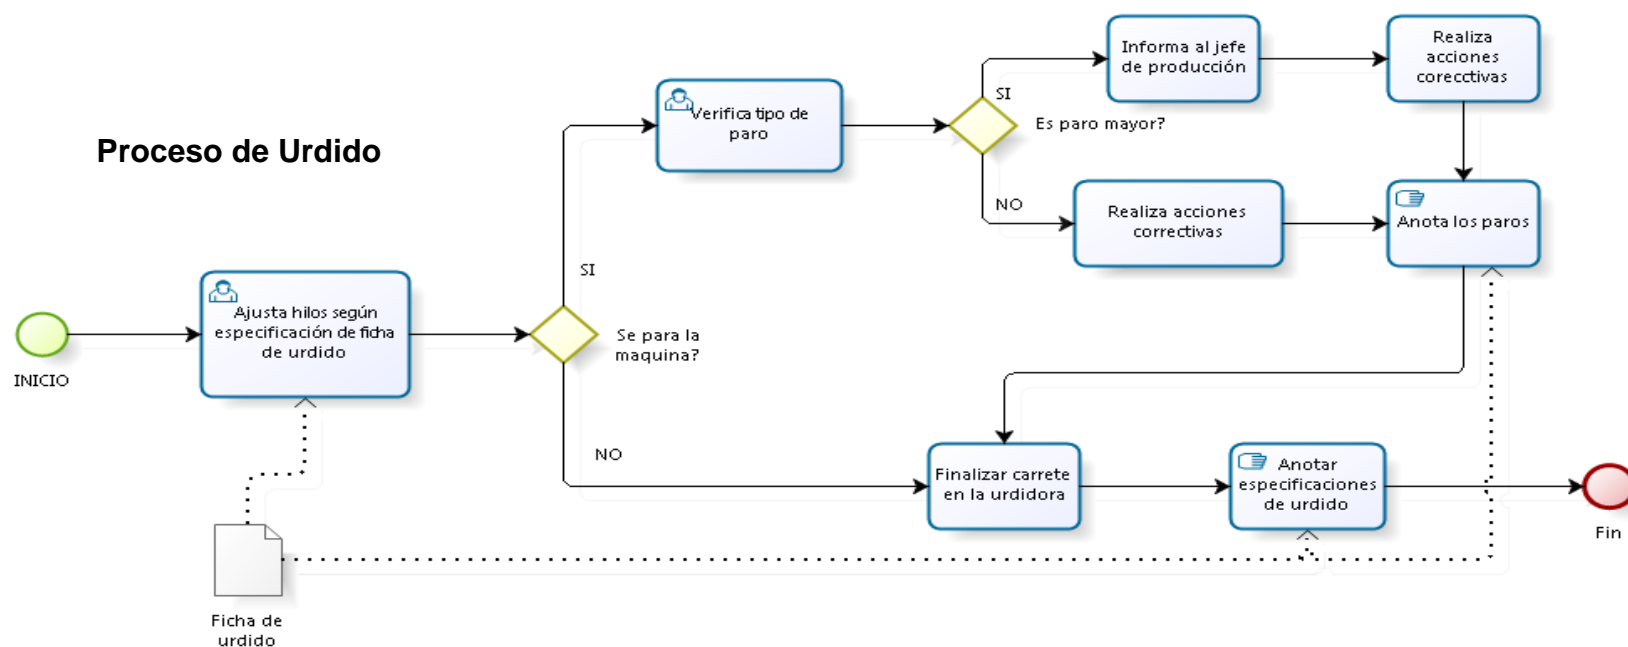 Proceso de Urdido
INICIO
Ajusta hilos según
especificación de ficha
de urdido
Ficha de
urdido
Se para la
maquina?
SI
NO
Verifica tipo de
paro
Es paro mayor?
SI
NO
Informa al jefe
de producción
Realiza
acciones
corecctivas
Realiza acciones
correctivas
Anota los paros
Finalizar carrete
en la urdidora
Anotar
especificaciones
de urdido
Fin